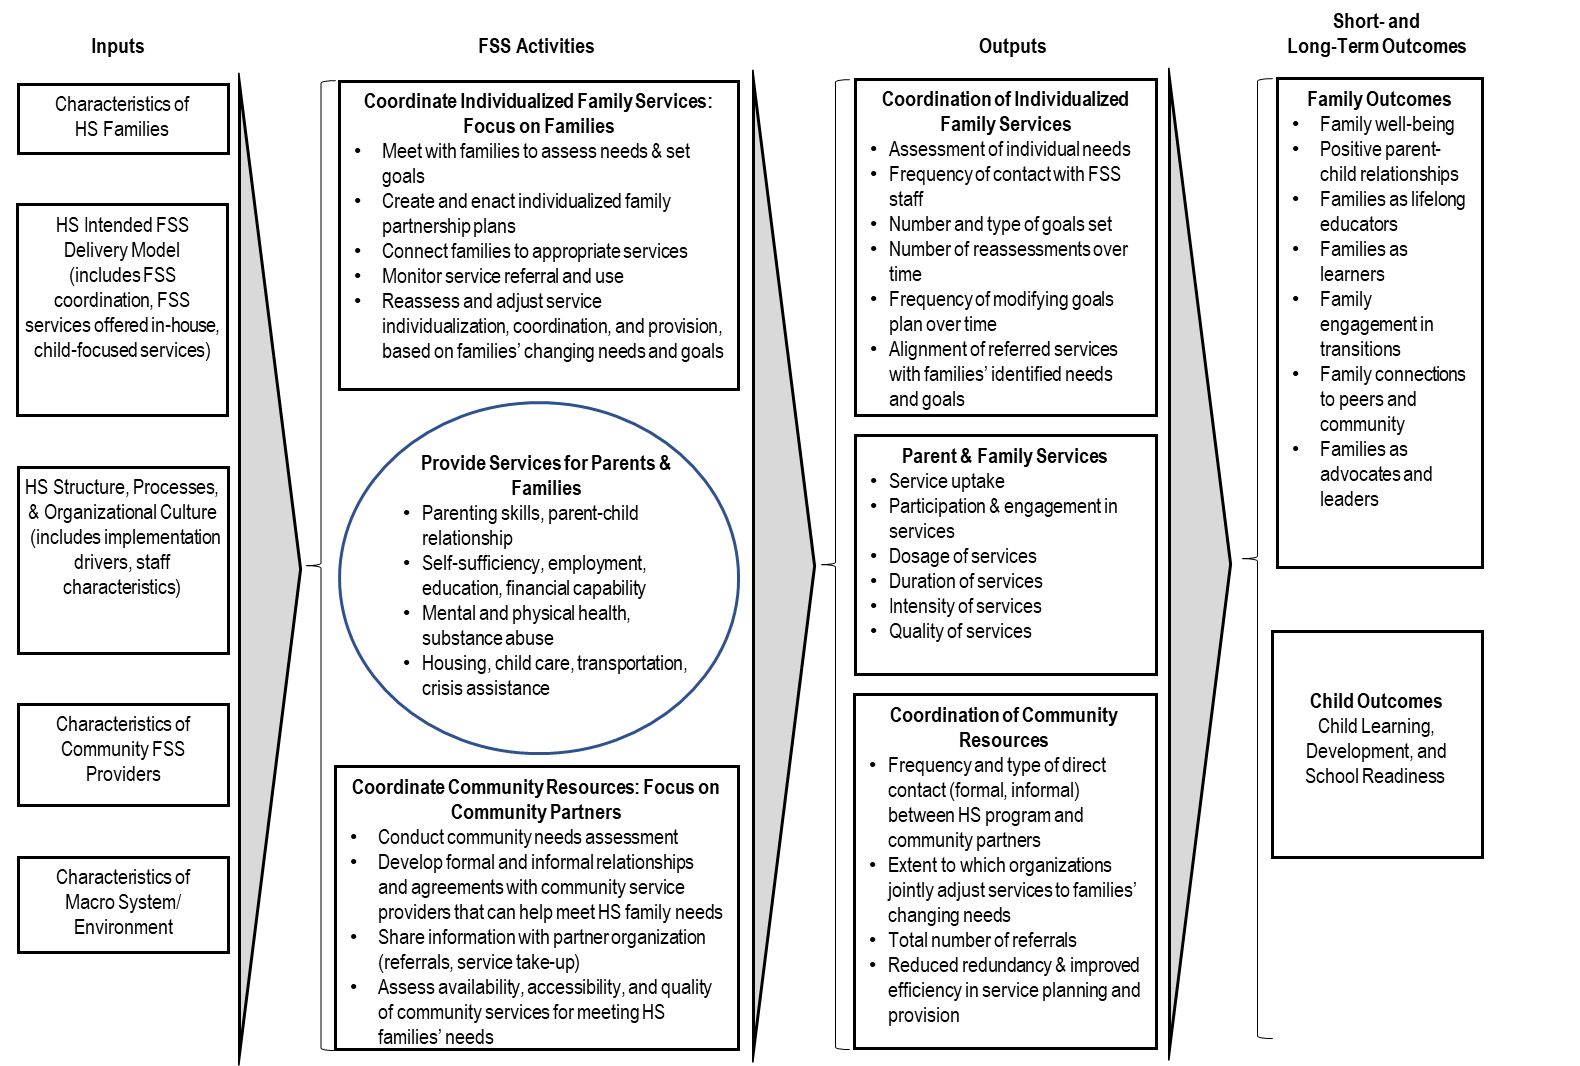 Inputs
Characteristics of
HS Families
HS Intended FSS
Delivery Model
(includes FSS
coordination, FSS
services offered in-house,
child-focused services)
HS Structure, Processes,
& Organizational Culture
(includes implementation
drivers, staff
characteristics)
Characteristics of
Community FSS
Providers
Characteristics of
Macro System/
Environment
FSS Activities
Coordinate Individualized Family Services:
Focus on Families
• Meet with families to assess needs & set
goals
• Create and enact individualized family
partnership plans
• Connect families to appropriate services
• Monitor service referral and use
• Reassess and adjust service
individualization, coordination, and provision,
based on families’ changing needs and goals
Provide Services for Parents &
Families
• Parenting skills, parent-child
relationship
• Self-sufficiency, employment,
education, financial capability
• Mental and physical health,
substance abuse
• Housing, child care, transportation,
crisis assistance
Coordinate Community Resources: Focus on
Community Partners
• Conduct community needs assessment
• Develop formal and informal relationships
and agreements with community service
providers that can help meet HS family needs
• Share information with partner organization
(referrals, service take-up)
• Assess availability, accessibility, and quality
of community services for meeting HS
families’ needs
Outputs
Coordination of Individualized
Family Services
• Assessment of individual needs
• Frequency of contact with FSS
staff
• Number and type of goals set
• Number of reassessments over
time
• Frequency of modifying goals
plan over time
• Alignment of referred services
with families’ identified needs
and goals
Parent & Family Services
• Service uptake
• Participation & engagement in
services
• Dosage of services
• Duration of services
• Intensity of services
• Quality of services
Coordination of Community
Resources
• Frequency and type of direct
contact (formal, informal)
between HS program and
community partners
• Extent to which organizations
jointly adjust services to families’
changing needs
• Total number of referrals
• Reduced redundancy & improved
efficiency in service planning and
provision
Short- and
Long-Term Outcomes
Family Outcomes
• Family well-being
• Positive parent-
child relationships
• Families as lifelong
educators
• Families as
learners
• Family
engagement in
transitions
• Family connections
to peers and
community
• Families as
advocates and
leaders
Child Outcomes
Child Learning,
Development, and
School Readiness